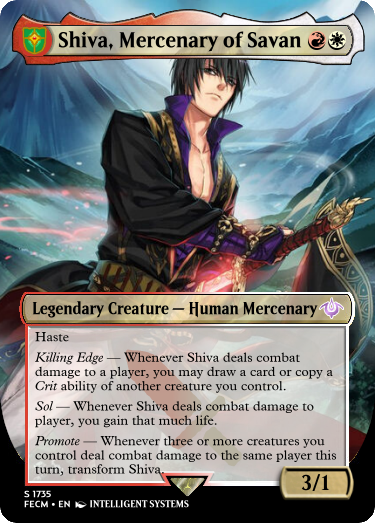 Shiva, Mercenary of Savan
Legendary Creature — Human Mercenary
Haste
Killing Edge — Whenever Shiva deals combat
damage to a player, you may draw a card or copy a
Crit ability of another creature you control.
Sol — Whenever Shiva deals combat damage to
player, you gain that much life.
Promote — Whenever three or more creatures you
control deal combat damage to the same player this
turn, transform Shiva.
3/1
S 1735
FECM • EN INTELLIGENT SYSTEMS